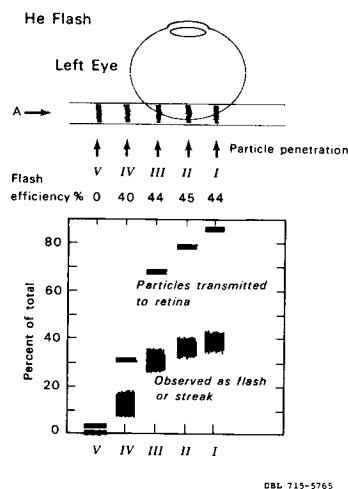 He Flash
Left Eye
A
Particle penetration
V IV III II I
Flash
efficiency % 0 40 44 45 44
Percent of total
80
60
40
20
0
Particles transmitted
to retina
Observed as flash
or streak
V IV III II I
DBL 715-5765